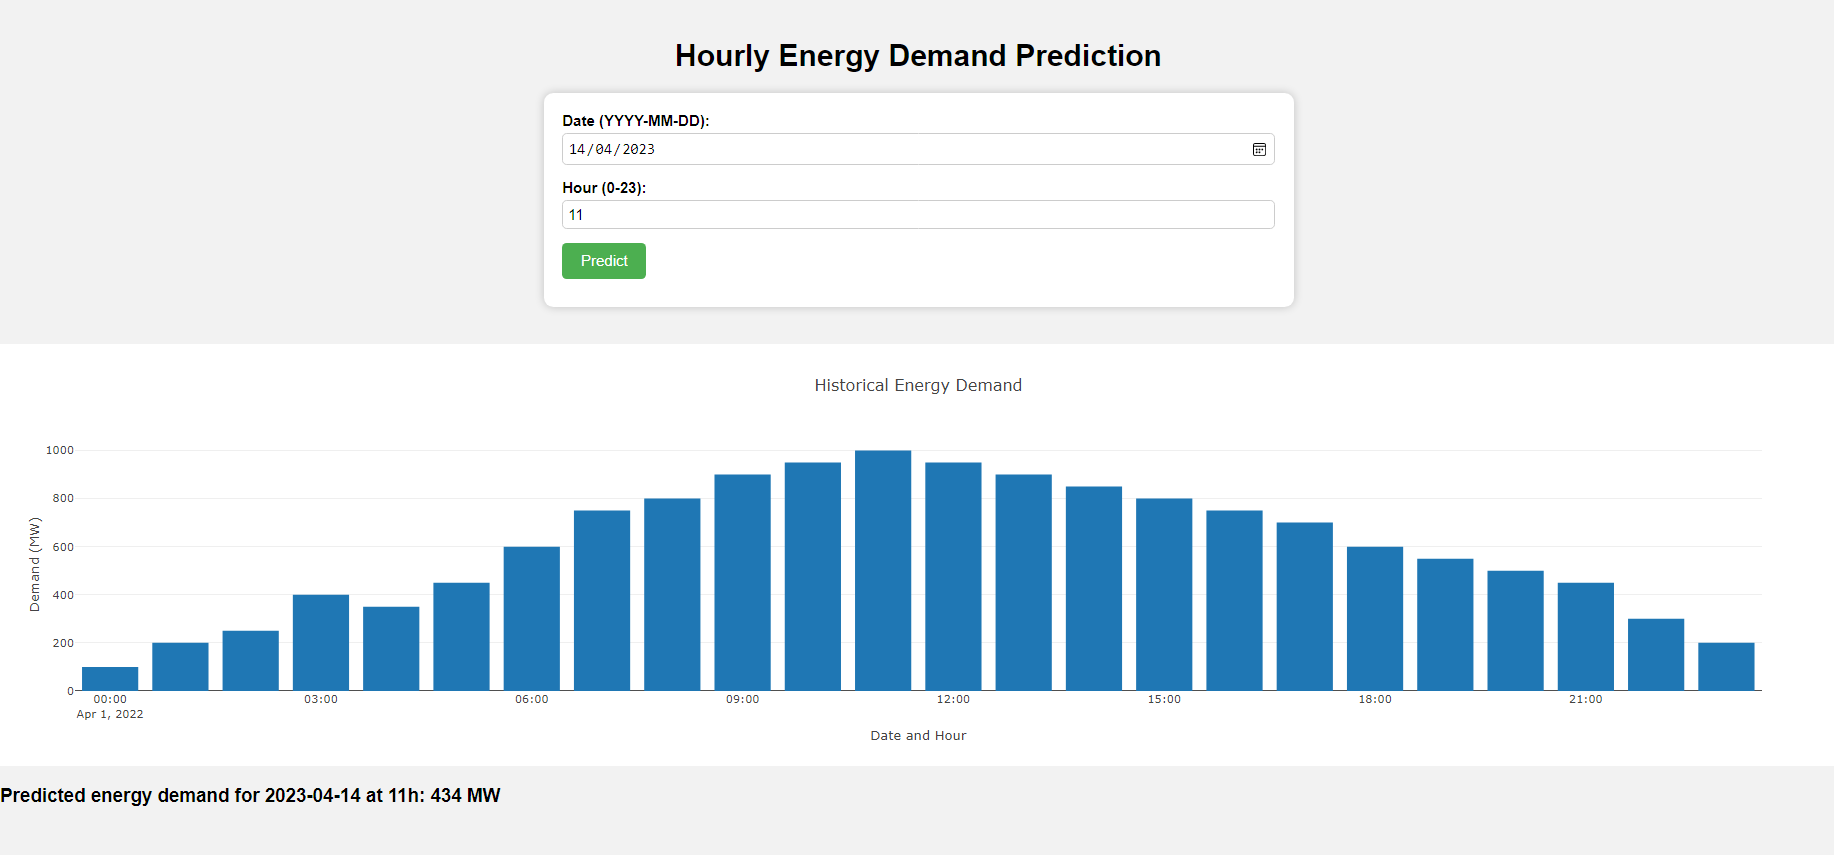 Hourly Energy Demand Prediction
Date (YYYY-MM-DD):
14/04/2023
Hour (0-23):
11
Predict
Historical Energy Demand
1000
800
600
400
200
0
Demand (MW)
00:00 03:00 06:00 09:00 12:00 15:00 18:00 21:00
Apr 1, 2022
Date and Hour
Predicted energy demand for 2023-04-14 at 11h: 434 MW